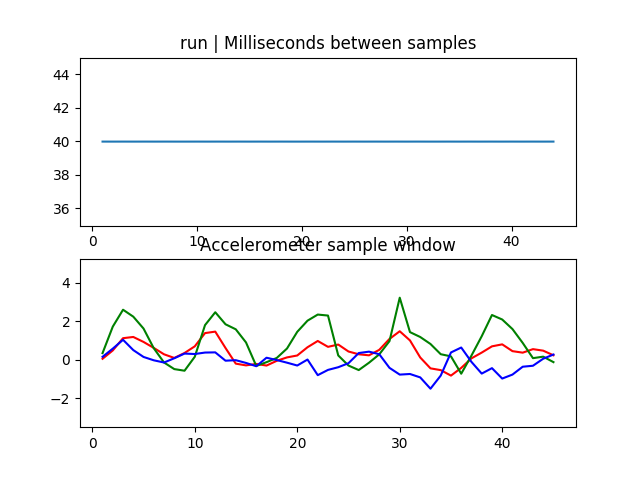 run | Milliseconds between samples
44
42
40
38
36
0 10 20 30 40
Accelerometer sample window
4
2
0
−2
0 10 20 30 40